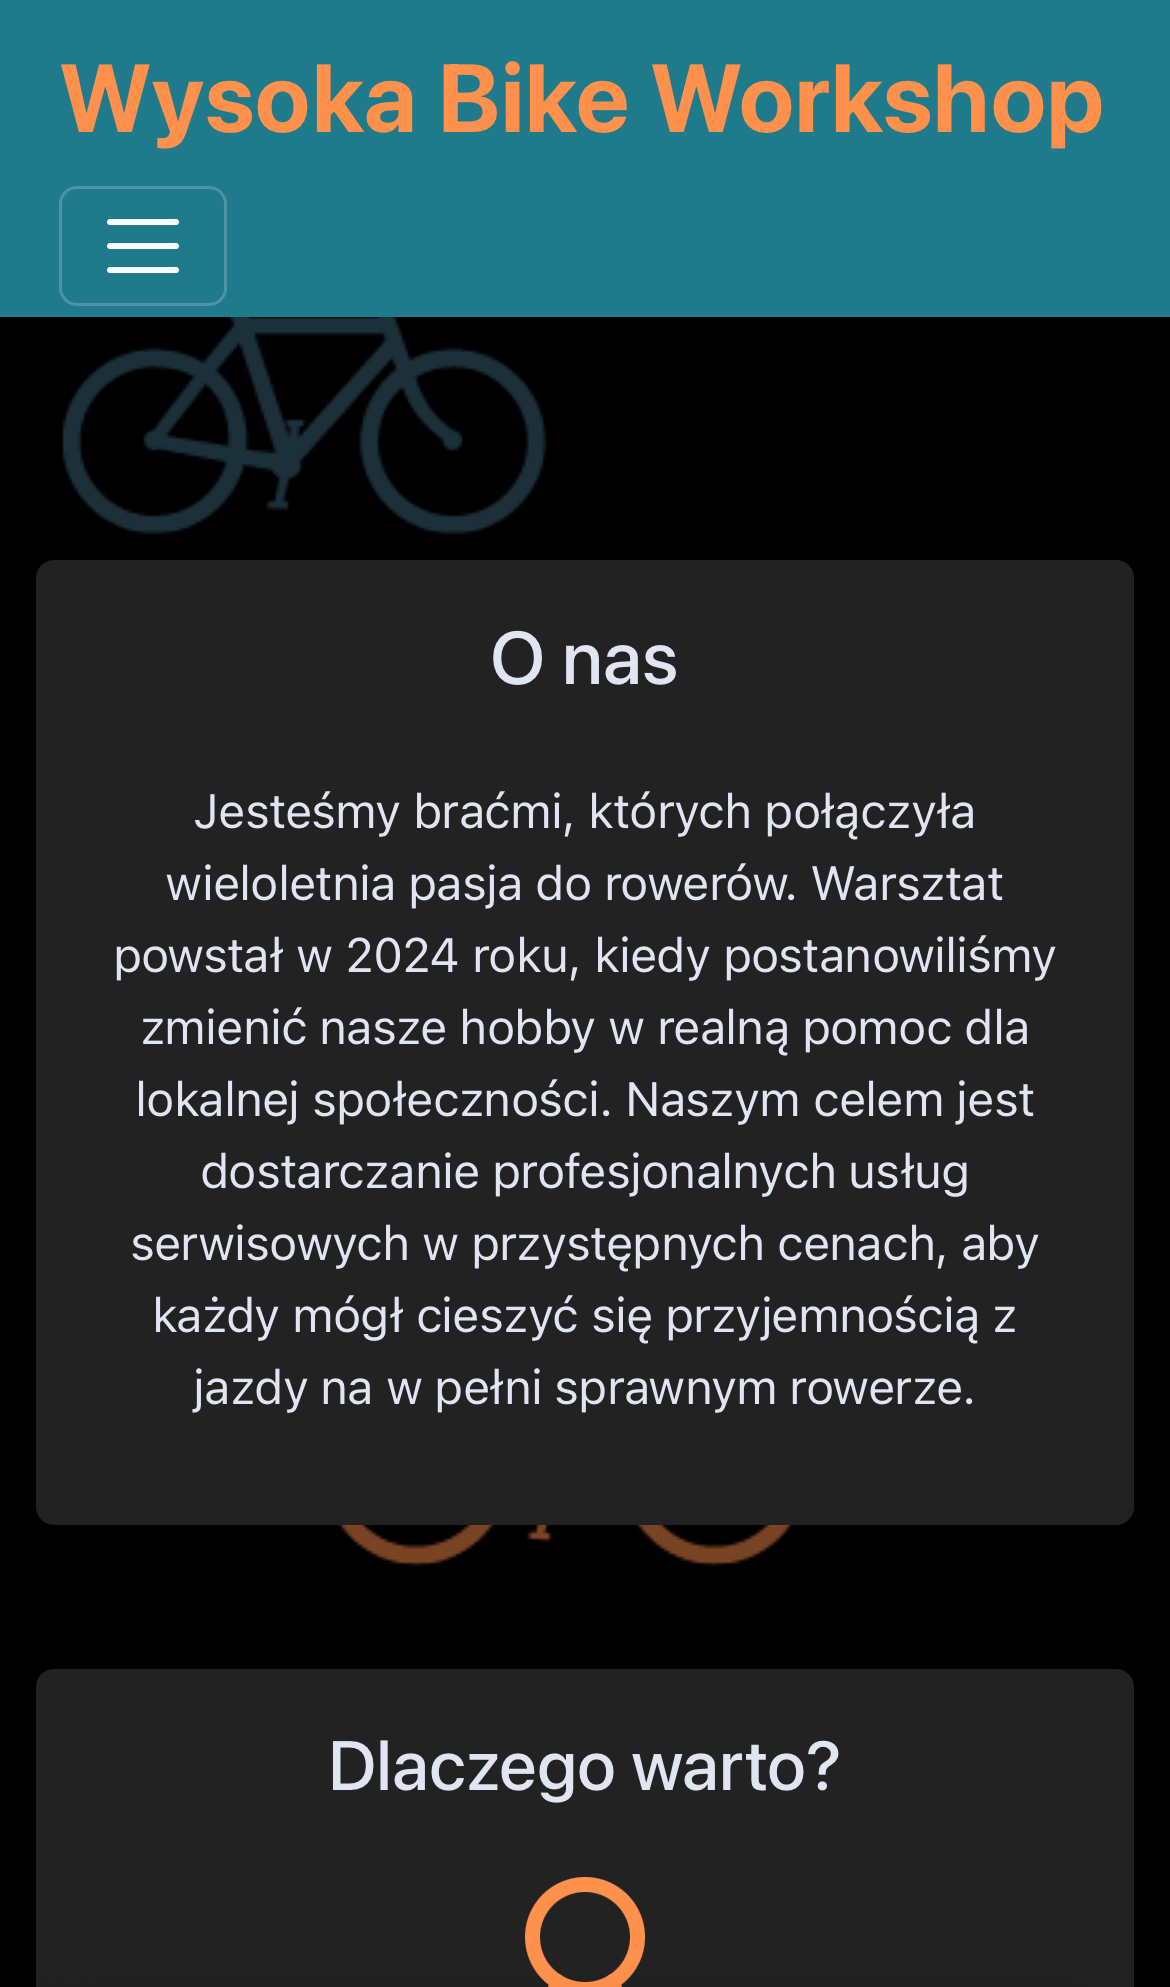 Wysoka Bike Workshop
O nas
Jesteśmy braćmi, których połączyła
wieloletnia pasja do rowerów. Warsztat
powstał w 2024 roku, kiedy postanowiliśmy
zmienić nasze hobby w realną pomoc dla
lokalnej społeczności. Naszym celem jest
dostarczanie profesjonalnych usług
serwisowych w przystępnych cenach, aby
każdy mógł cieszyć się przyjemnością z
jazdy na w pełni sprawnym rowerze.
Dlaczego warto?